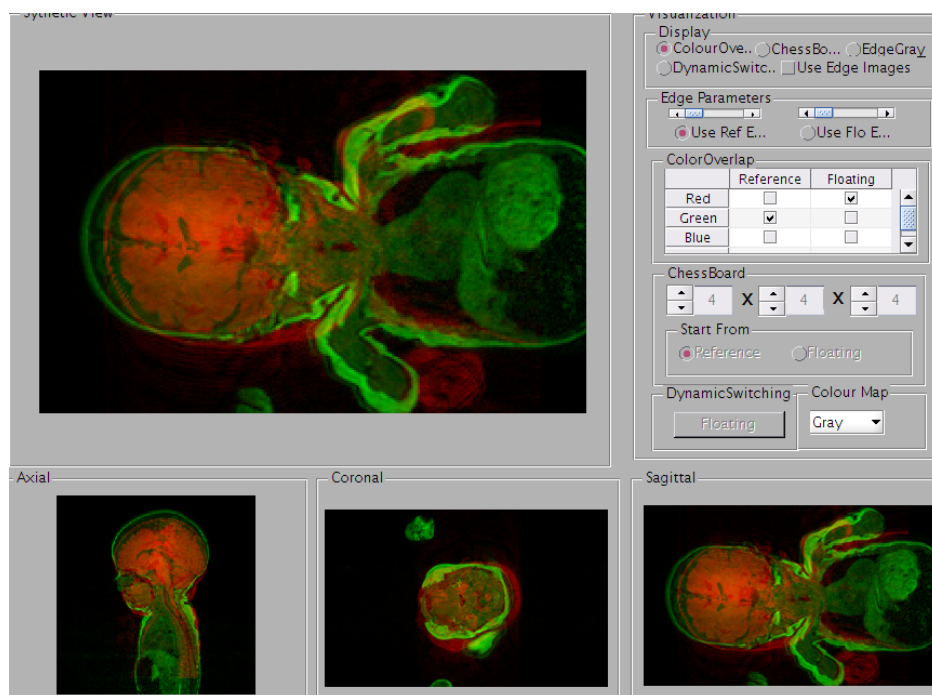 Sythetic View
Visualization
Display
ColourOve.. ChessBo... EdgeGray
DynamicSwitc.. Use Edge Images
Edge Parameters
Use Ref E... Use Flo E...
ColorOverlap
Reference Floating
Red
Green
Blue
ChessBoard
4 X 4 X 4
Start From
Reference Floating
DynamicSwitching Colour Map
Floating Gray
Axial Coronal Sagittal